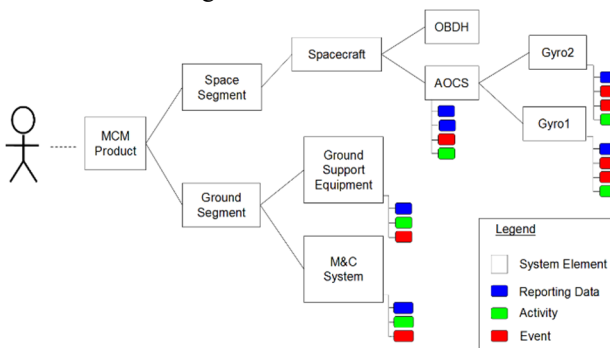 OBDH
Spacecraft
Gyro2
Space
Segment
AOCS
MCM
Product
Gyro1
Ground
Support
Equipment
Ground
Segment
M&C
System
Legend
System Element
Reporting Data
Activity
Event